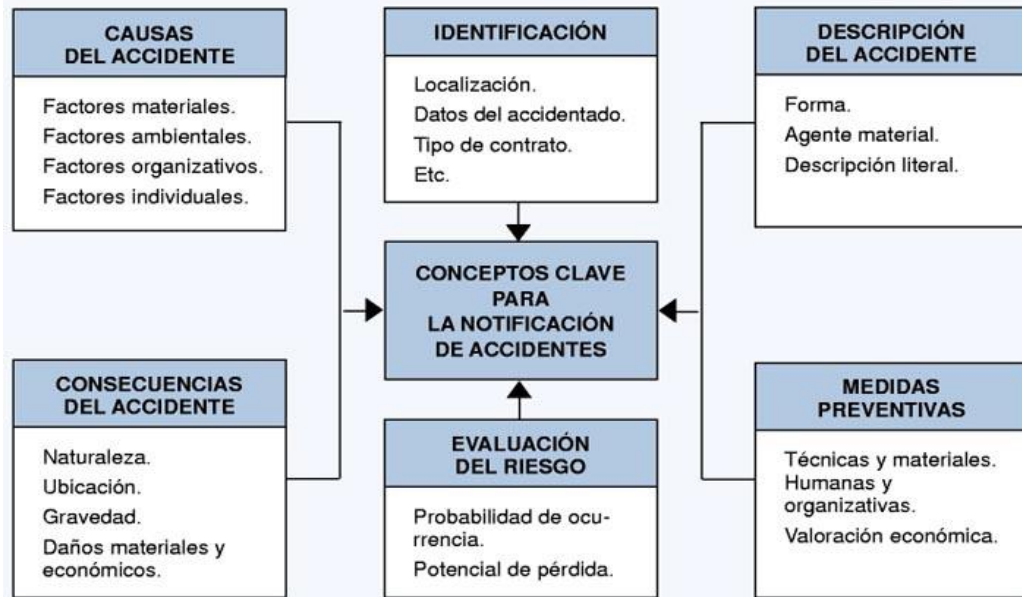 CAUSAS
DEL ACCIDENTE
Factores materiales.
Factores ambientales.
Factores organizativos.
Factores individuales.
IDENTIFICACIÓN
Localización.
Datos del accidentado.
Tipo de contrato.
Etc.
DESCRIPCIÓN
DEL ACCIDENTE
Forma.
Agente material.
Descripción literal.
CONCEPTOS CLAVE
PARA
LA NOTIFICACIÓN
DE ACCIDENTES
CONSECUENCIAS
DEL ACCIDENTE
Naturaleza.
Ubicación.
Gravedad.
Daños materiales y
económicos.
EVALUACIÓN
DEL RIESGO
Probabilidad de ocu-
rrencia.
Potencial de pérdida.
MEDIDAS
PREVENTIVAS
Técnicas y materiales.
Humanas y
organizativas.
Valoración económica.